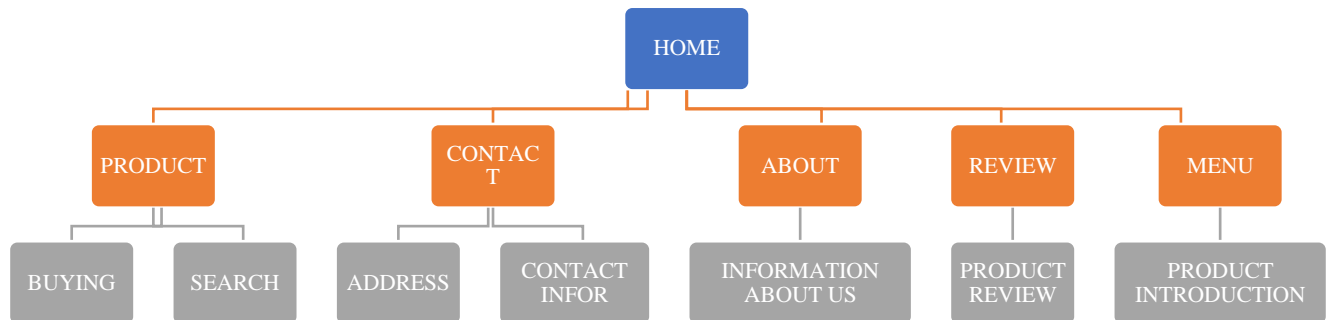 HOME
PRODUCT
CONTAC
T
ABOUT
REVIEW
MENU
BUYING
SEARCH
ADDRESS
CONTACT
INFOR
INFORMATION
ABOUT US
PRODUCT
REVIEW
PRODUCT
INTRODUCTION